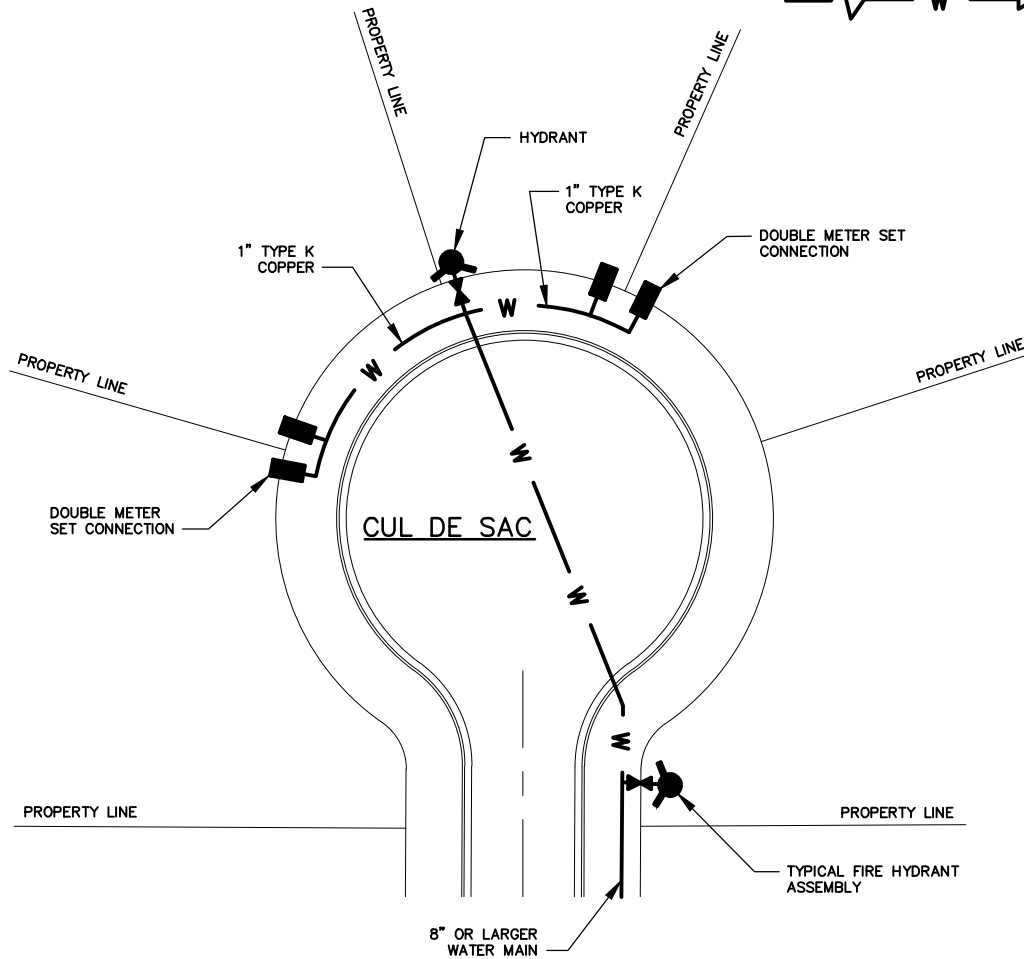 W
PROPERTY LINE
PROPERTY LINE
HYDRANT
1" TYPE K
COPPER
1" TYPE K
COPPER
DOUBLE METER SET
CONNECTION
W
W
PROPERTY LINE
PROPERTY LINE
W
DOUBLE METER
SET CONNECTION
CUL DE SAC
W
W
PROPERTY LINE
PROPERTY LINE
TYPICAL FIRE HYDRANT
ASSEMBLY
8" OR LARGER
WATER MAIN